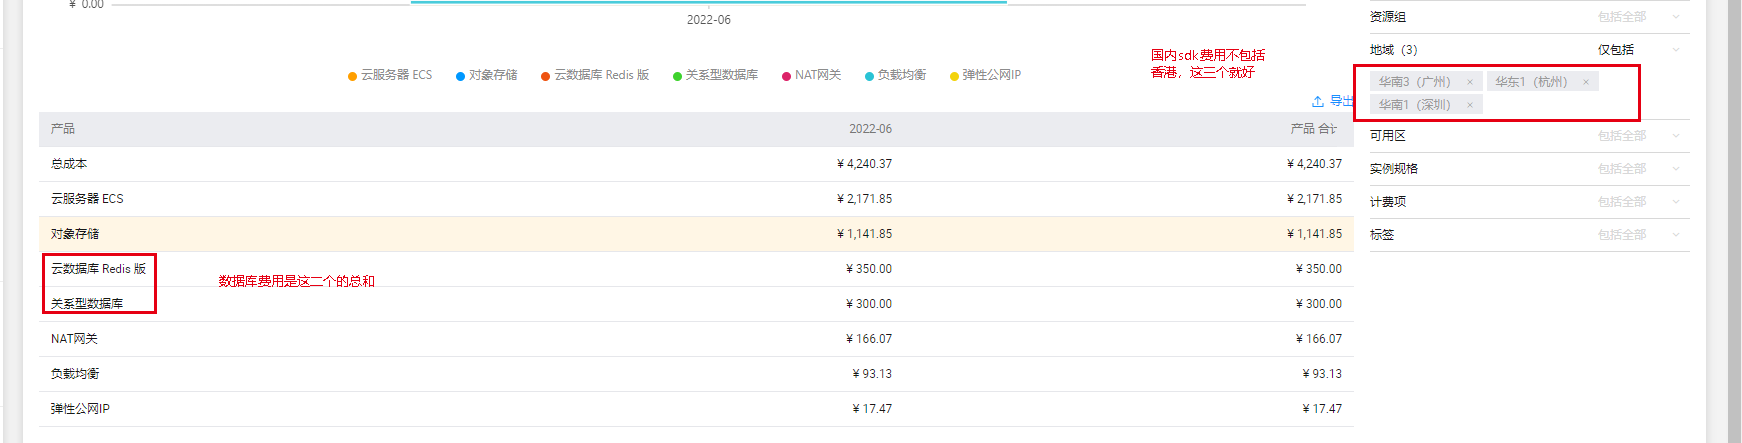 ¥ 0.00
2022-06
云服务器 ECS 对象存储 云数据库 Redis 版 关系型数据库 NAT网关 负载均衡 弹性公网IP
国内sdk费用不包括
香港，这三个就好
导出
产品 2022-06 产品 合计
总成本 ¥ 4,240.37 ¥ 4,240.37
云服务器 ECS ¥ 2,171.85 ¥ 2,171.85
对象存储 ¥ 1,141.85 ¥ 1,141.85
云数据库 Redis 版 ¥ 350.00 ¥ 350.00
数据库费用是这二个的总和
关系型数据库 ¥ 300.00 ¥ 300.00
NAT网关 ¥ 166.07 ¥ 166.07
负载均衡 ¥ 93.13 ¥ 93.13
弹性公网IP ¥ 17.47 ¥ 17.47
资源组 包括全部
地域（3） 仅包括
华南3（广州） × 华东1（杭州） ×
华南1（深圳） ×
可用区 包括全部
实例规格 包括全部
计费项 包括全部
标签 包括全部